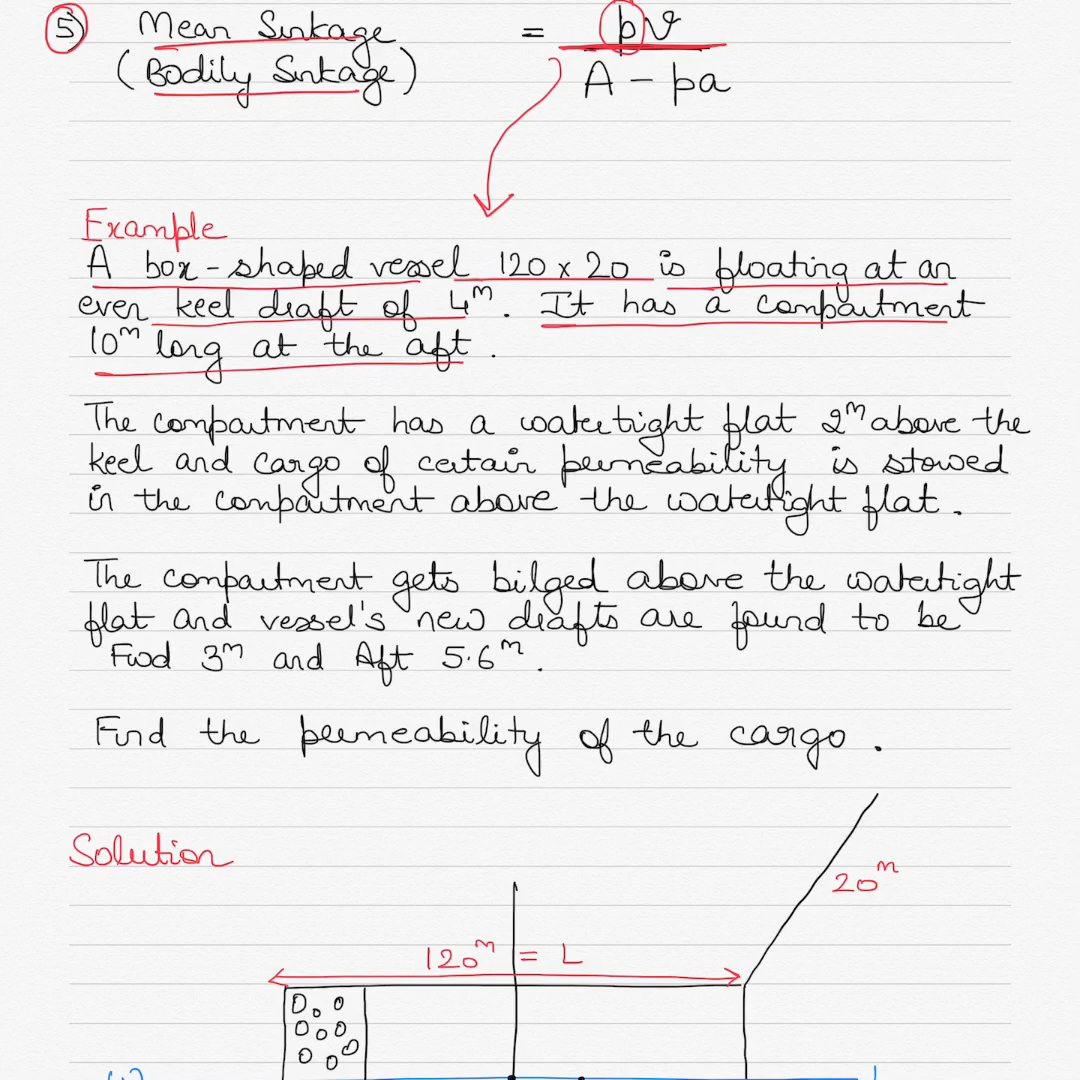 5) Mean Sinkage = pv
(Bodily Sinkage) A - pa
Example
A box-shaped vessel 120 x 20 is floating at an
even keel draft of 4m. It has a compartment
10m long at the aft.
The compartment has a watertight flat 2m above the
keel and cargo of certain permeability is stowed
in the compartment above the watertight flat.
The compartment gets bilged above the watertight
flat and vessel's new drafts are found to be
Fwd 3m and Aft 5.6m.
Find the permeability of the cargo.
Solution
20m
120m = L